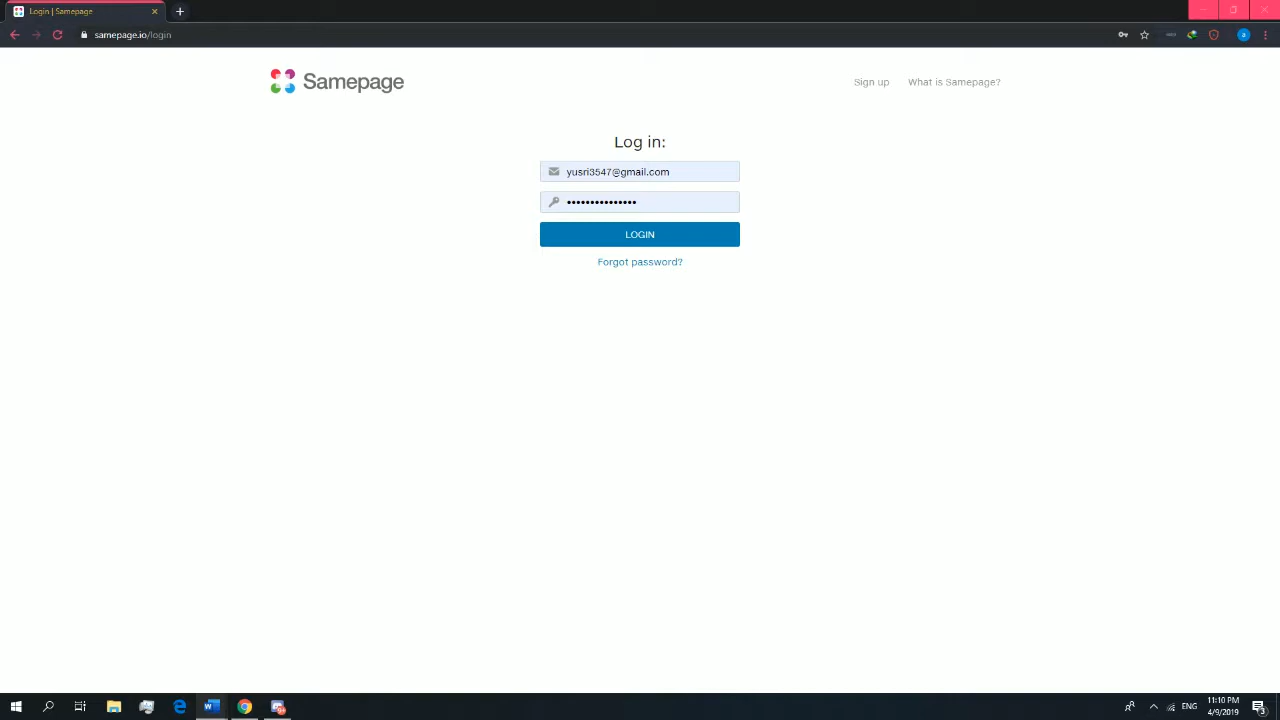 Login | Samepage
samepage.io/login
Samepage
Sign up
What is Samepage?
Log in:
yusri3547@gmail.com
•••••••••••••••
LOGIN
Forgot password?
11:10 PM
ENG
4/9/2019
3